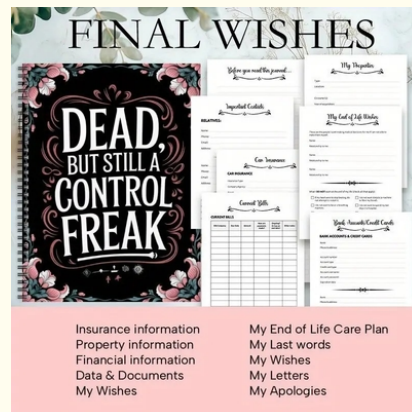 FINAL WISHES
DEAD,
BUT STILL A
CONTROL
FREAK
Before you read this journal...
My Properties
Important Contacts
RELATIVES:
My End of Life Wishes
Car Insurance
CAR INSURANCE
Current Bills
CURRENT BILLS
Bank Accounts/Credit Cards
BANK ACCOUNTS & CREDIT CARDS
Insurance information
Property information
Financial information
Data & Documents
My Wishes
My End of Life Care Plan
My Last words
My Wishes
My Letters
My Apologies